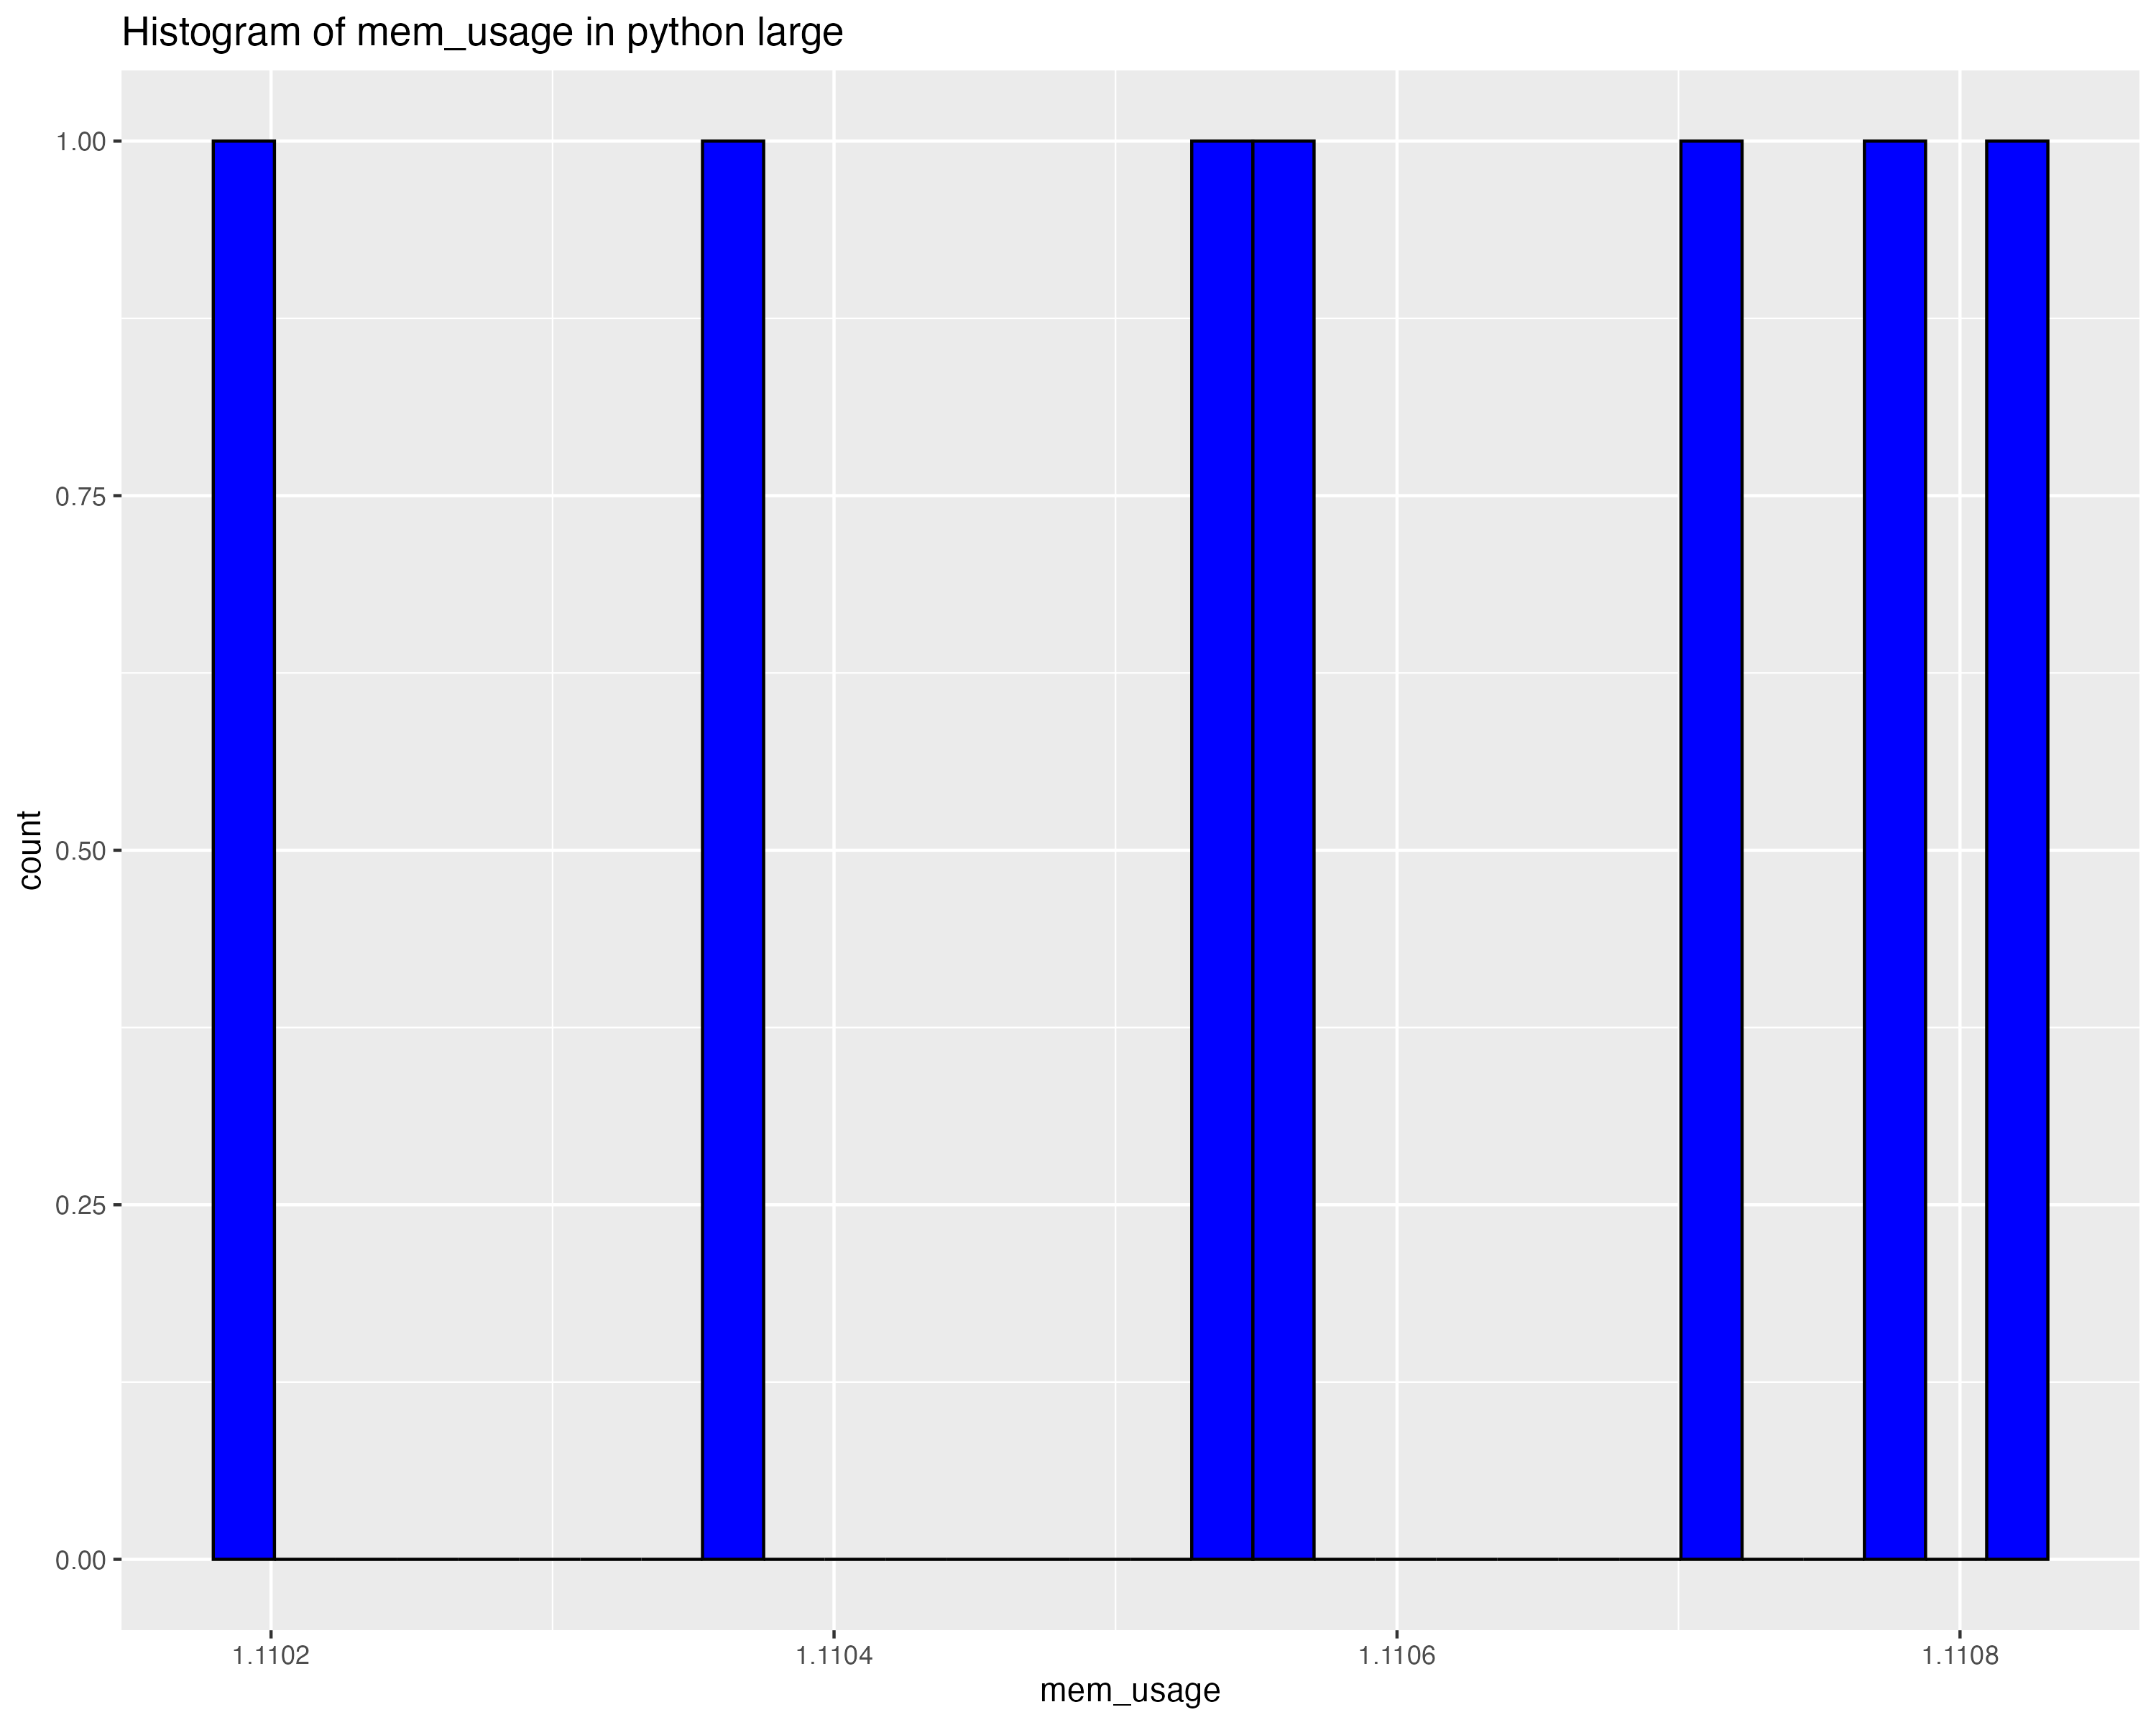 Histogram of mem_usage in python large
1.00
0.75
0.50
0.25
0.00
count
1.1102 1.1104 1.1106 1.1108
mem_usage